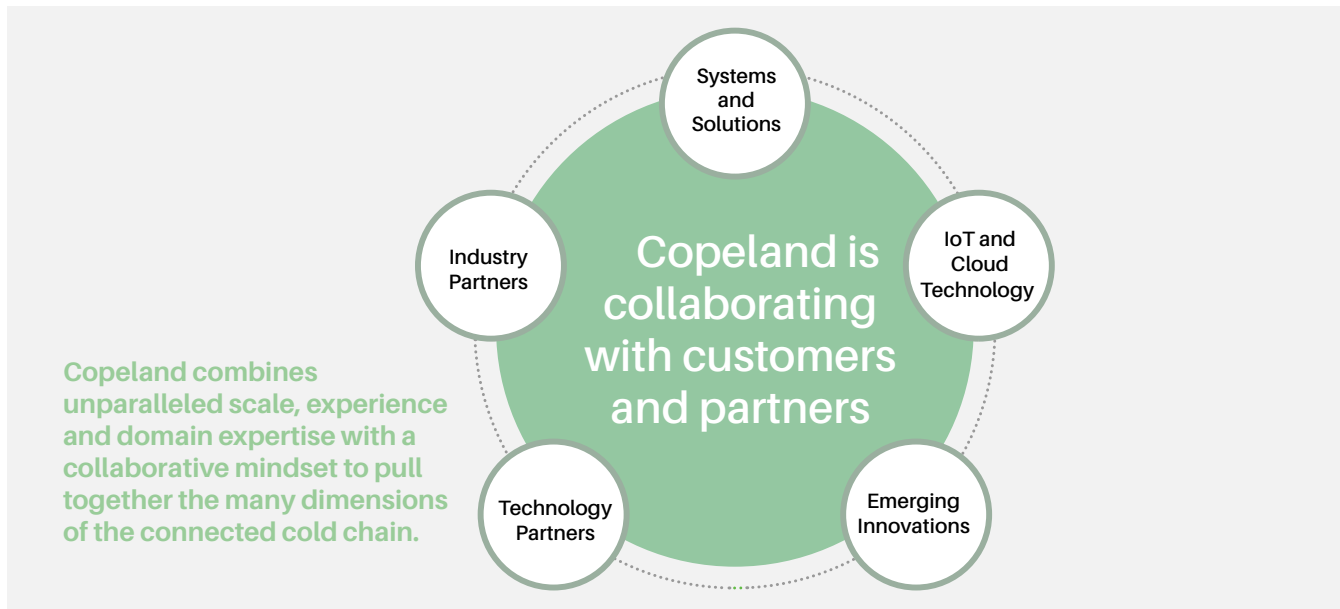 Systems
and
Solutions
Industry
Partners
IoT and
Cloud
Technology
Copeland is
collaborating
with customers
and partners
Copeland combines
unparalleled scale, experience
and domain expertise with a
collaborative mindset to pull
together the many dimensions
of the connected cold chain.
Technology
Partners
Emerging
Innovations